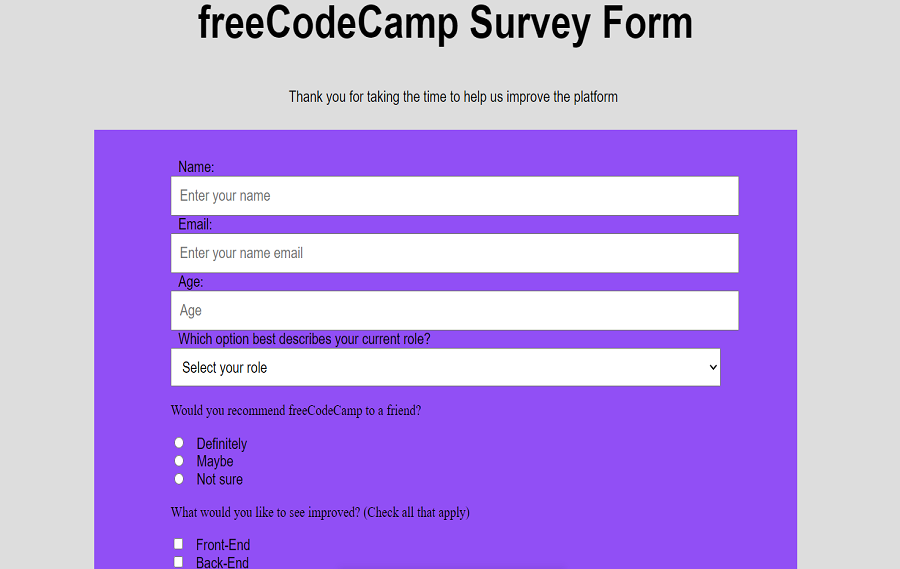 freeCodeCamp Survey Form
Thank you for taking the time to help us improve the platform
Name:
Enter your name
Email:
Enter your name email
Age:
Age
Which option best describes your current role?
Select your role
Would you recommend freeCodeCamp to a friend?
Definitely
Maybe
Not sure
What would you like to see improved? (Check all that apply)
Front-End
Back-End